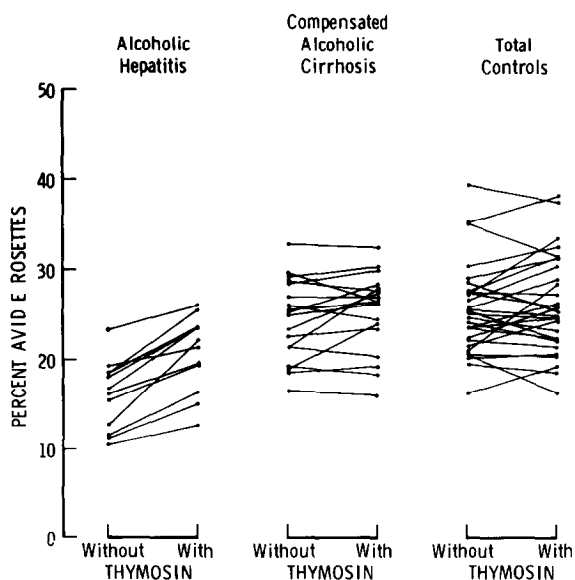 Alcoholic
Hepatitis
Compensated
Alcoholic
Cirrhosis
Total
Controls
PERCENT AVID E ROSETTES
50
40
30
20
10
0
Without With
THYMOSIN
Without With
THYMOSIN
Without With
THYMOSIN